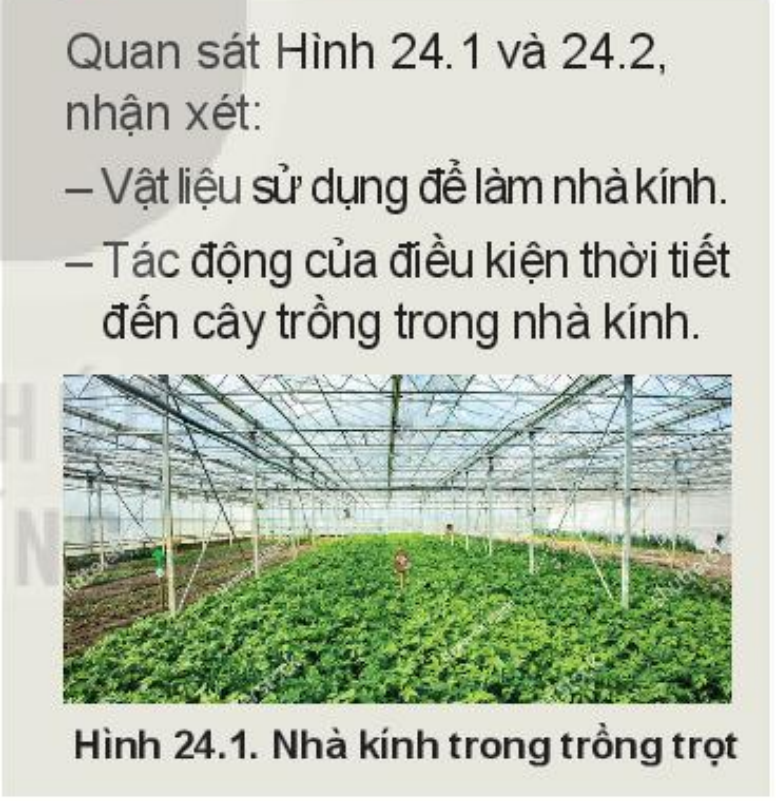 Quan sát Hình 24.1 và 24.2,
nhận xét:
– Vật liệu sử dụng để làm nhà kính.
– Tác động của điều kiện thời tiết
đến cây trồng trong nhà kính.
Hình 24.1. Nhà kính trong trồng trọt